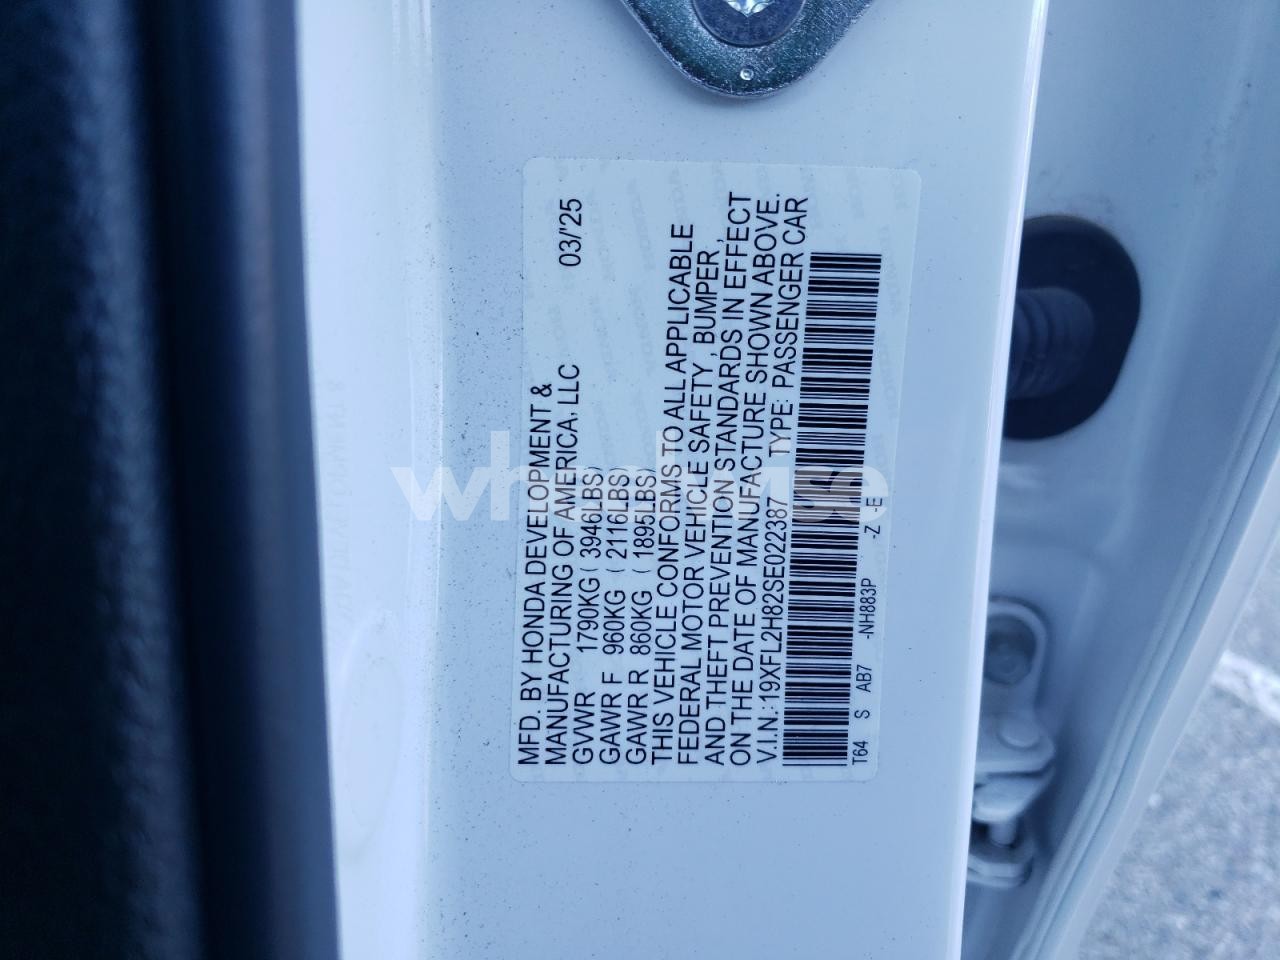 MFD. BY HONDA DEVELOPMENT &
MANUFACTURING OF AMERICA, LLC 03/'25
GVWR 1790KG ( 3946LBS)
GAWR F 960KG ( 2116LBS)
GAWR R 860KG ( 1895LBS)
THIS VEHICLE CONFORMS TO ALL APPLICABLE
FEDERAL MOTOR VEHICLE SAFETY, BUMPER,
AND THEFT PREVENTION STANDARDS IN EFFECT
ON THE DATE OF MANUFACTURE SHOWN ABOVE.
V.I.N.:19XFL2H82SE022387 TYPE: PASSENGER CAR
T64 S AB7 -NH883P -Z -E